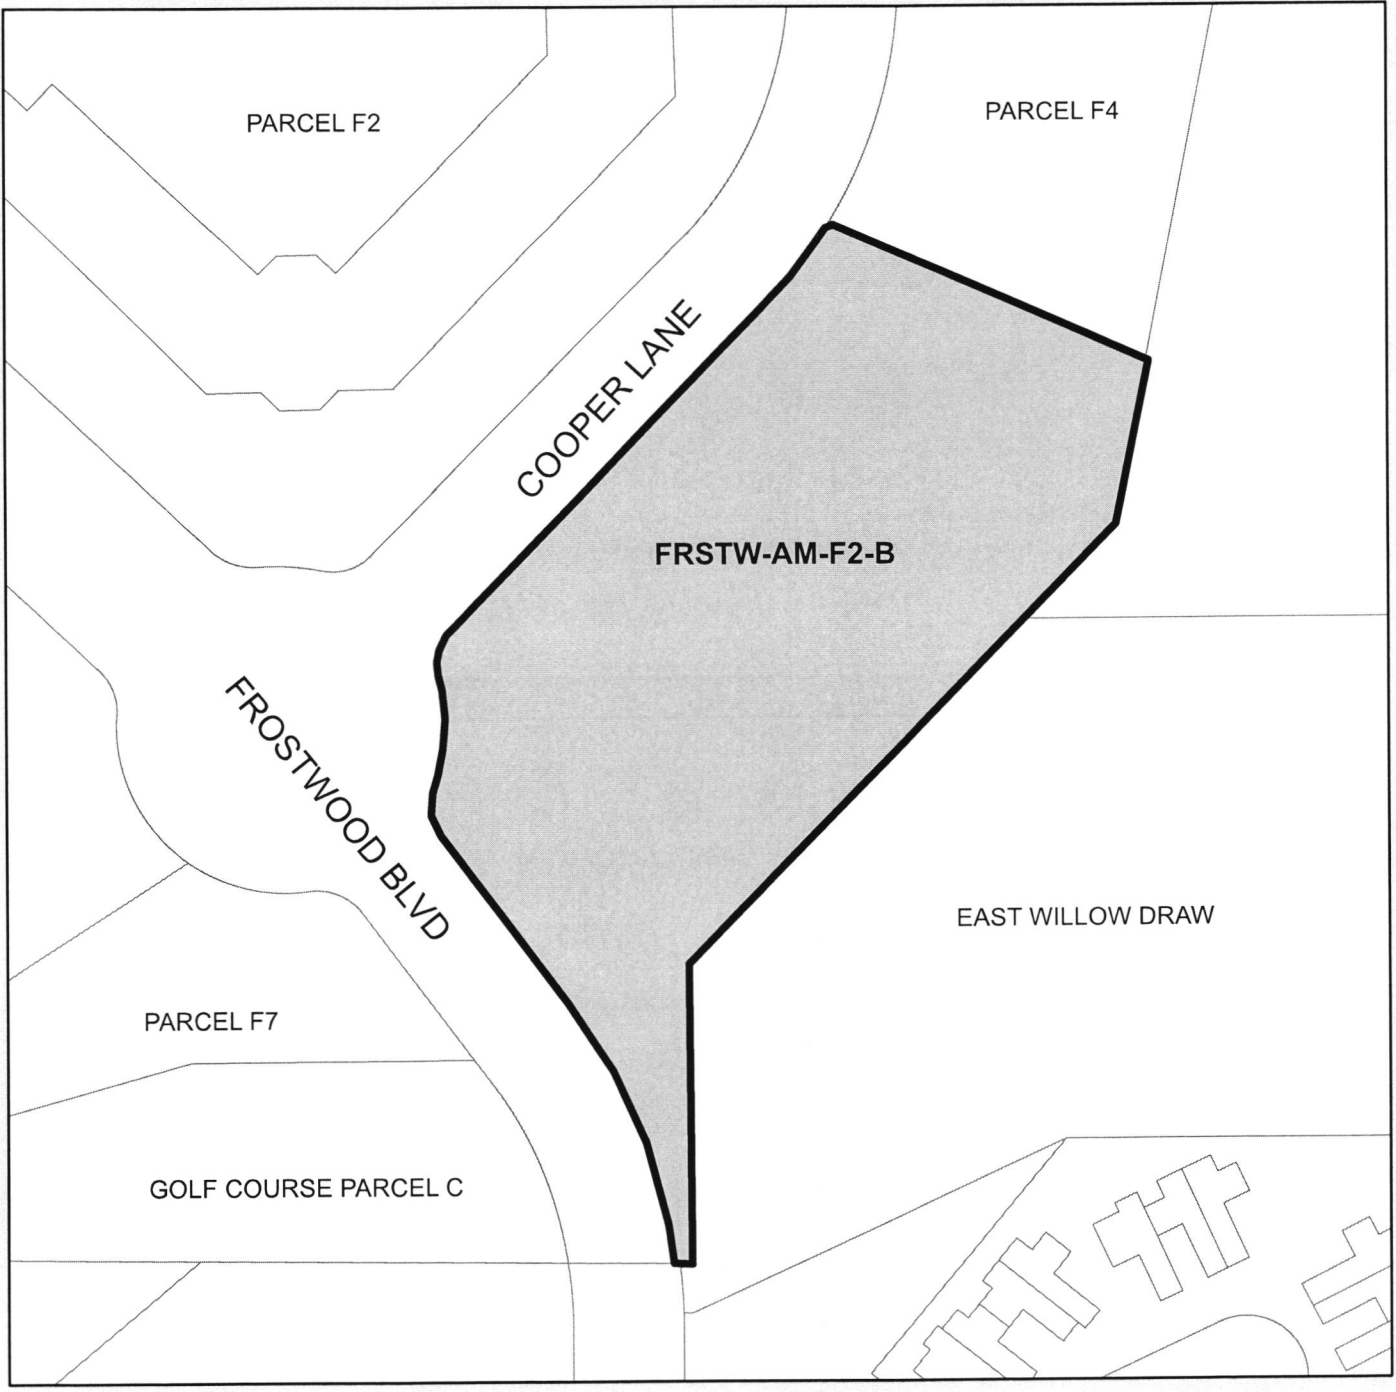 PARCEL F2
PARCEL F4
COOPER LANE
FRSTW-AM-F2-B
FROSTWOOD BLVD
EAST WILLOW DRAW
PARCEL F7
GOLF COURSE PARCEL C